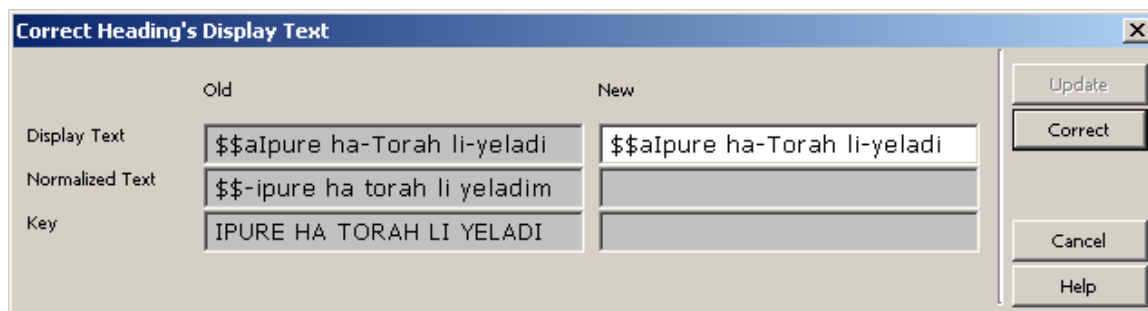 Correct Heading's Display Text
Old New
Update
Display Text $$aIpure ha-Torah li-yeladi $$aIpure ha-Torah li-yeladi
Correct
Normalized Text $$-ipure ha torah li yeladim
Key IPURE HA TORAH LI YELADI
Cancel
Help